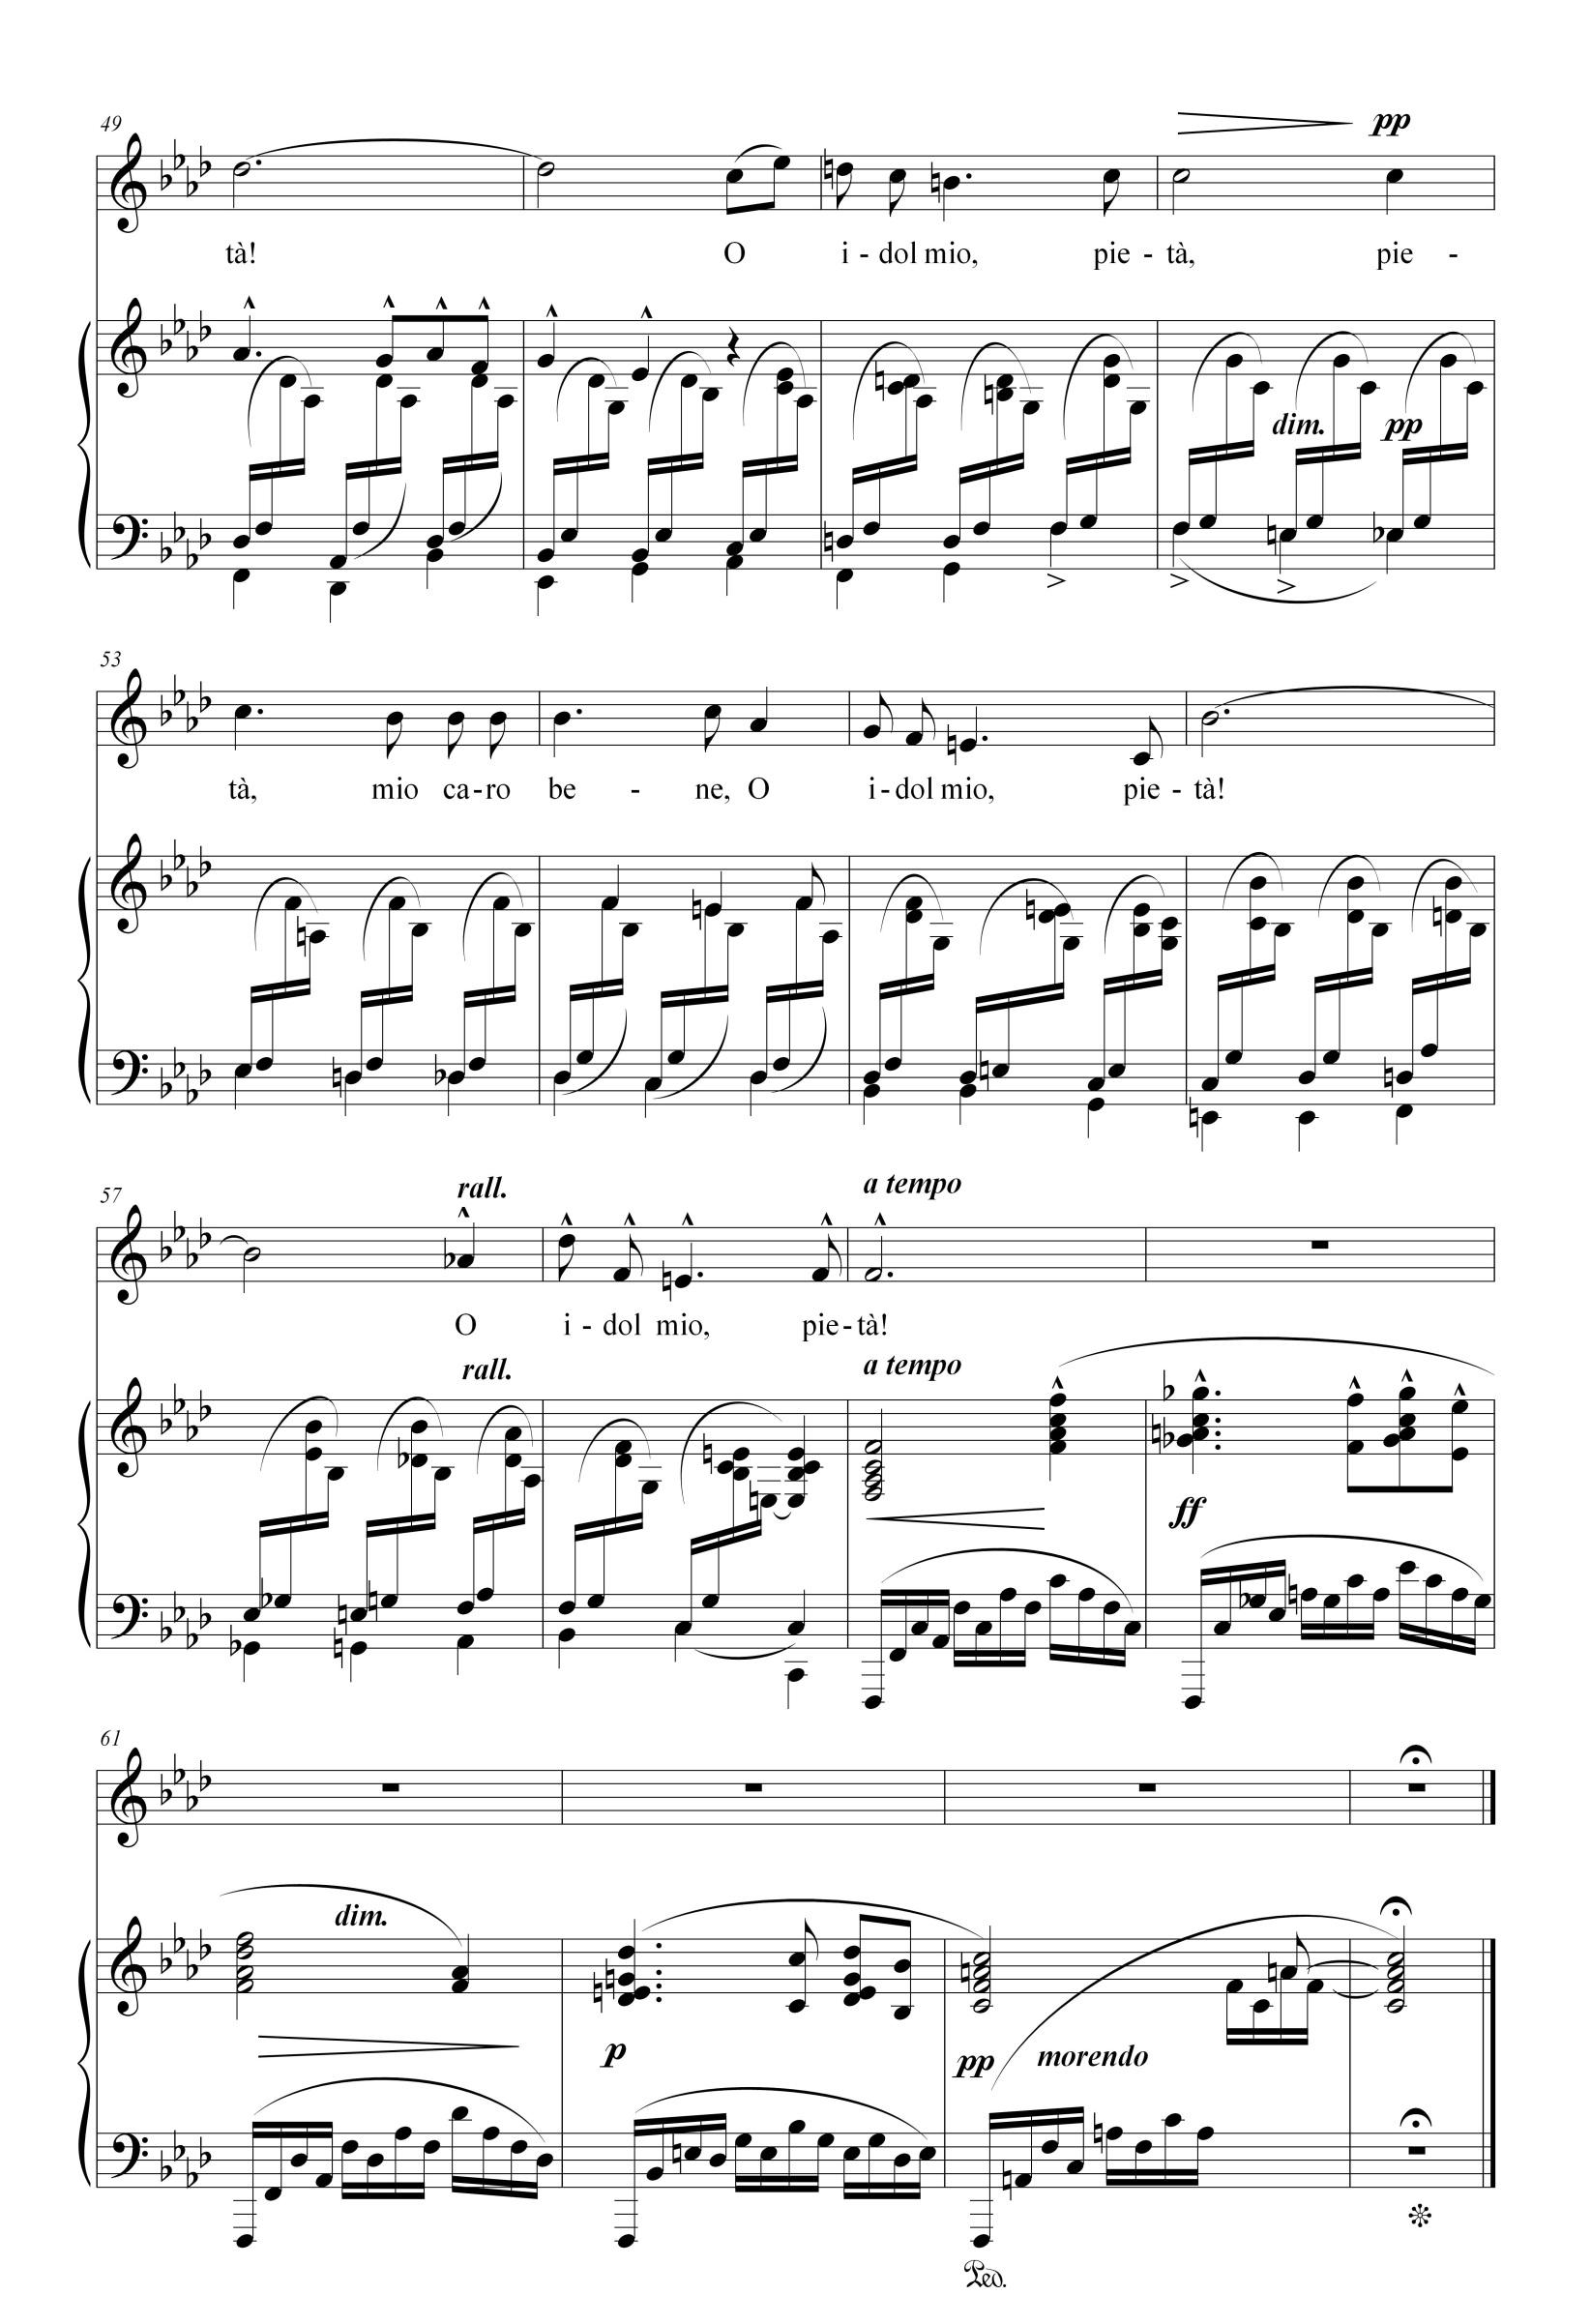 49
pp
tà! O i - dol mio, pie - tà, pie -
dim. pp
53
tà, mio ca - ro be - ne, O i - dol mio, pie - tà!
57
rall. a tempo
O i - dol mio, pie - tà!
rall. a tempo
ff
61
dim.
p pp morendo
Ped.